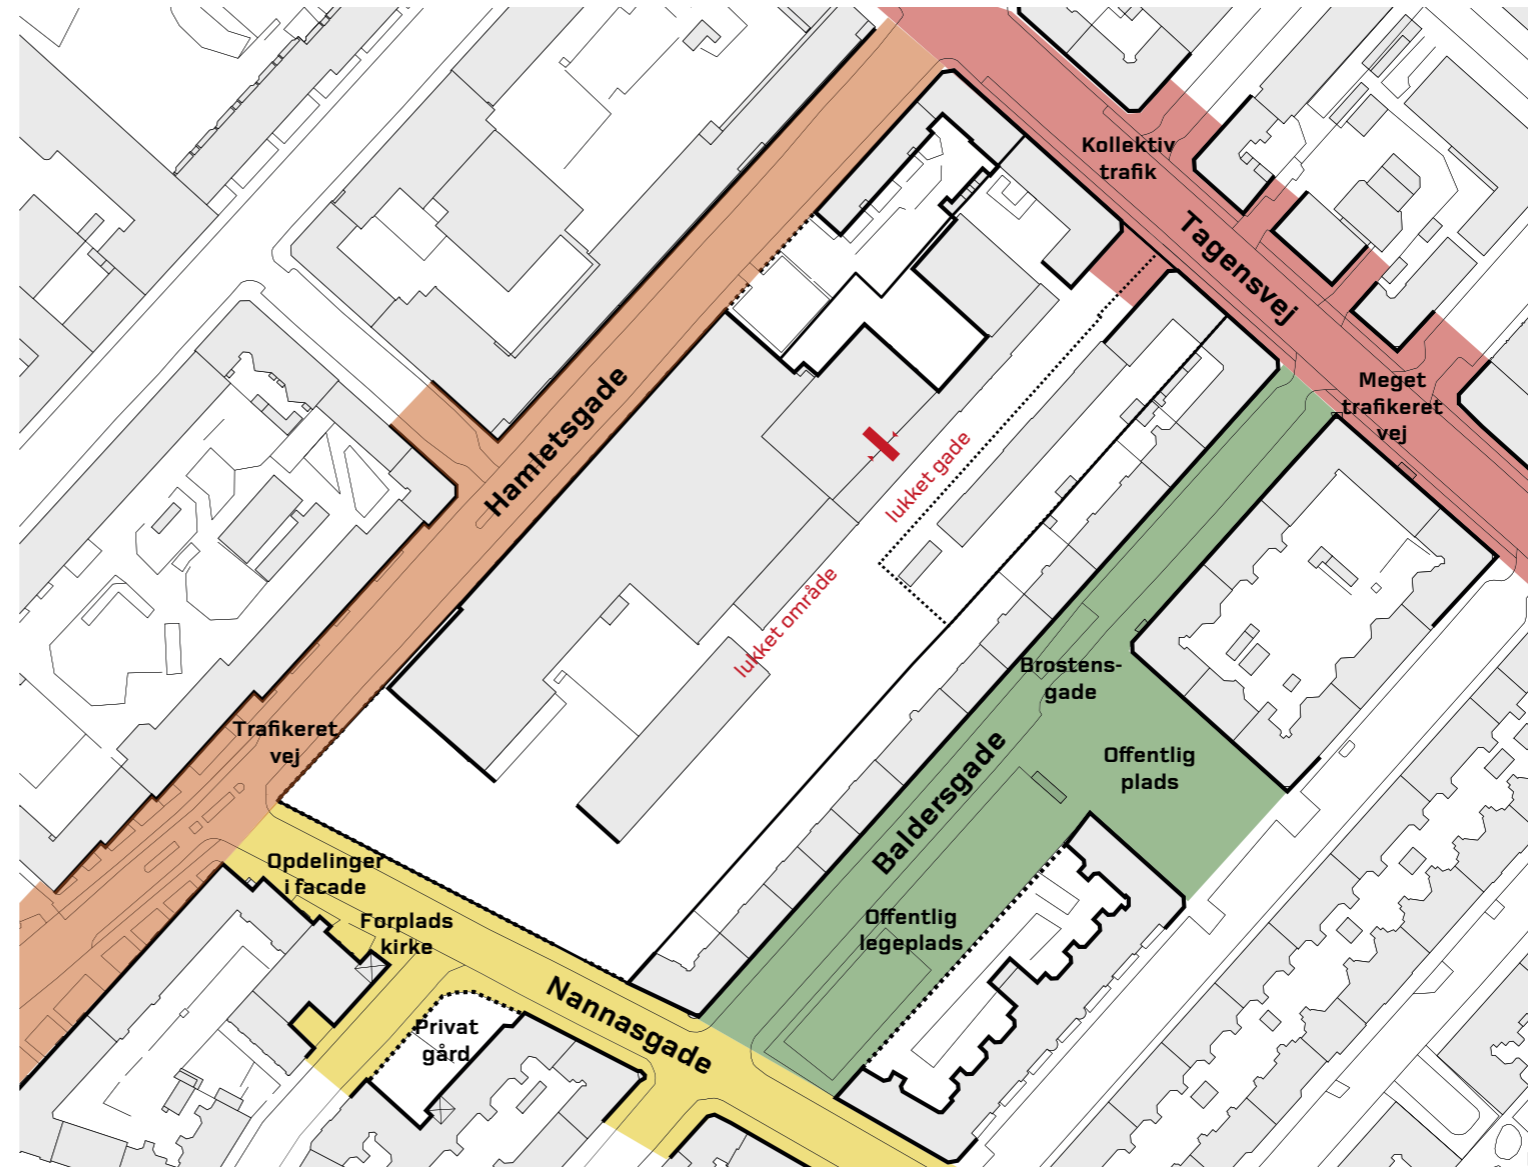 Kollektiv
trafik
Tagensvej
Meget
trafikeret
vej
Hamletsgade
lukket gade
lukket område
Brostens-
gade
Offentlig
plads
Trafikeret
vej
Baldersgade
Opdelinger
i facade
Forplads
kirke
Offentlig
legeplads
Nannasgade
Privat
gård